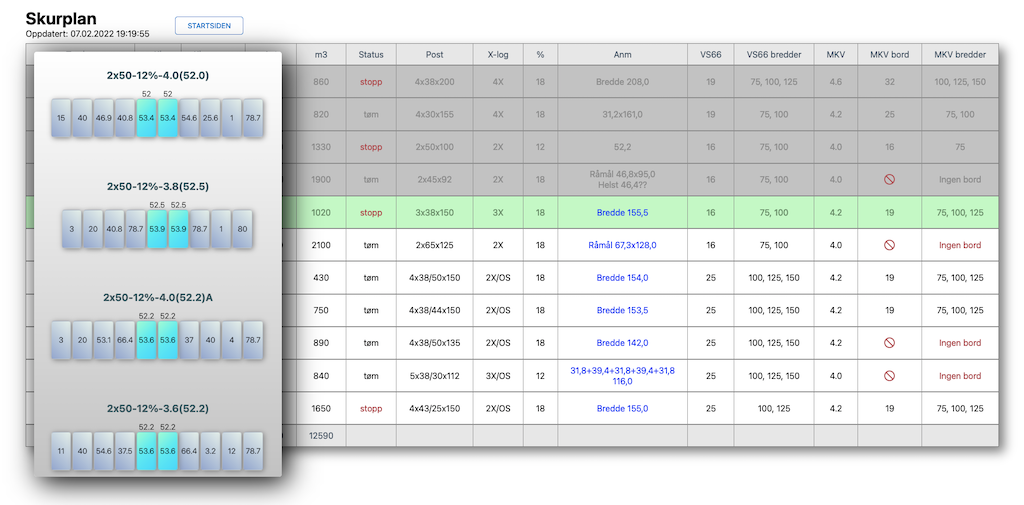 Skurplan
Oppdatert: 07.02.2022 19:19:55
STARTSIDEN
m3 Status Post X-log % Anm VS66 VS66 bredder MKV MKV bord MKV bredder
860 stopp 4x38x200 4X 18 Bredde 208,0 19 75, 100, 125 4.6 32 100, 125, 150
820 tøm 4x30x155 4X 18 31,2x161,0 19 75, 100, 125 4.2 25 75, 100
1330 stopp 2x50x100 2X 12 52,2 16 75, 100 4.0 16 75
1900 tøm 2x45x92 2X 18 Råmål 46,8x95,0 16 75, 100 4.0 Ingen bord
Helst 46,4??
1020 stopp 3x38x150 3X 18 Bredde 155,5 16 75, 100 4.2 19 75, 100, 125
2100 tøm 2x65x125 2X 18 Råmål 67,3x128,0 16 75, 100 4.0 Ingen bord
430 tøm 4x38/50x150 2X/OS 18 Bredde 154,0 25 100, 125, 150 4.2 19 75, 100, 125
750 tøm 4x38/44x150 2X/OS 18 Bredde 153,5 25 100, 125, 150 4.2 19 75, 100, 125
890 tøm 4x38/50x135 2X/OS 18 Bredde 142,0 25 100, 125, 150 4.2 Ingen bord
840 tøm 5x38/30x112 3X/OS 12 31,8+39,4+31,8+39,4+31,8 25 100, 125, 150 4.2 Ingen bord
116,0
1650 stopp 4x43/25x150 2X/OS 18 Bredde 155,0 25 100, 125 4.2 19 75, 100, 125
12590
2x50-12%-4.0(52.0)
52 52
15 40 46.9 40.8 53.4 53.4 54.6 25.6 1 78.7
2x50-12%-3.8(52.5)
52.5 52.5
3 20 40.8 78.7 53.9 53.9 78.7 1 80
2x50-12%-4.0(52.2)A
52.2 52.2
3 20 53.1 66.4 53.6 53.6 37 40 4 78.7
2x50-12%-3.6(52.2)
52.2 52.2
11 40 54.6 37.5 53.6 53.6 66.4 3.2 12 78.7